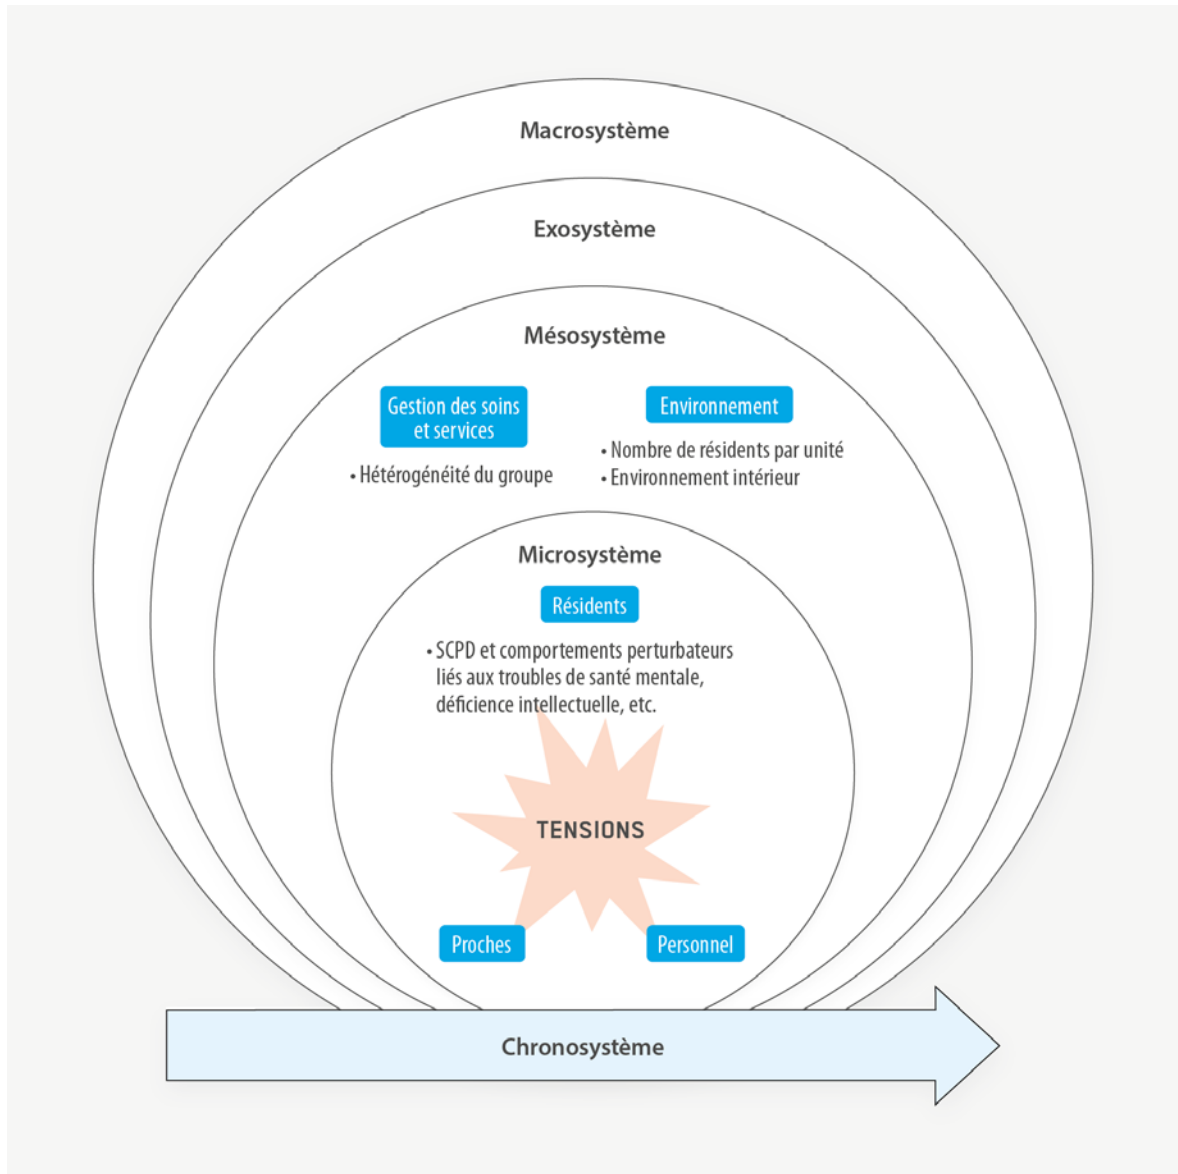 Macrosystème
Exosystème
Mésosystème
Gestion des soins
et services
• Hétérogénéité du groupe
Environnement
• Nombre de résidents par unité
• Environnement intérieur
Microsystème
Résidents
• SCPD et comportements perturbateurs
liés aux troubles de santé mentale,
déficience intellectuelle, etc.
TENSIONS
Proches
Personnel
Chronosystème